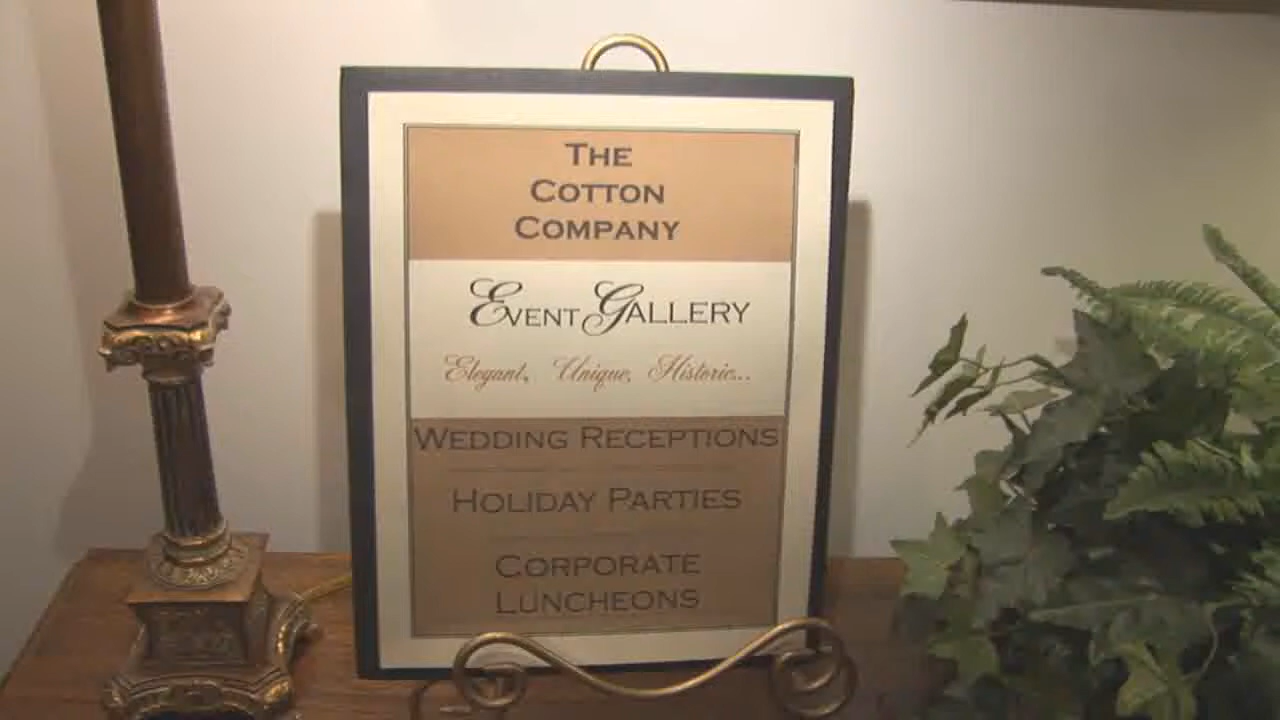 THE
COTTON
COMPANY
EVENT GALLERY
Elegant, Unique, Historic...
WEDDING RECEPTIONS
HOLIDAY PARTIES
CORPORATE
LUNCHEONS